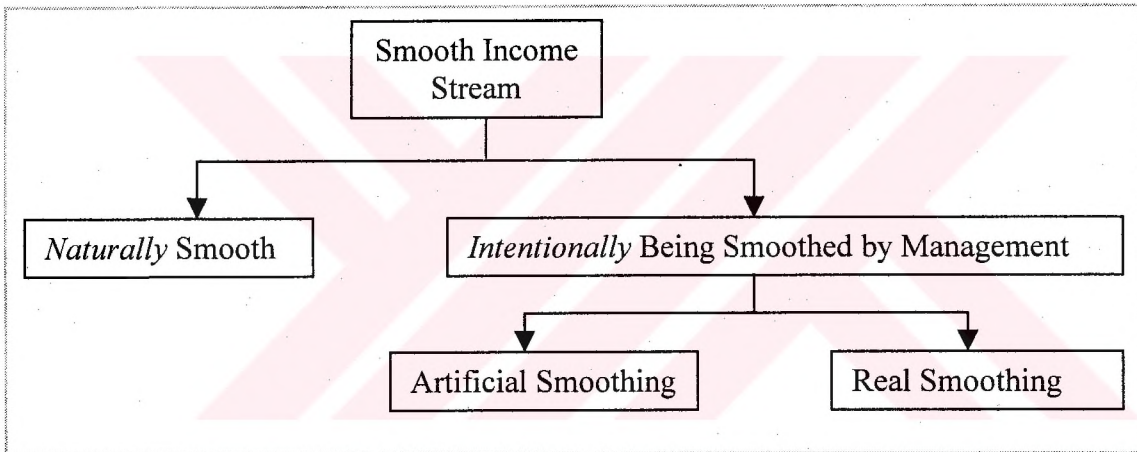 Smooth Income
Stream
Naturally Smooth
Intentionally Being Smoothed by Management
Artificial Smoothing
Real Smoothing